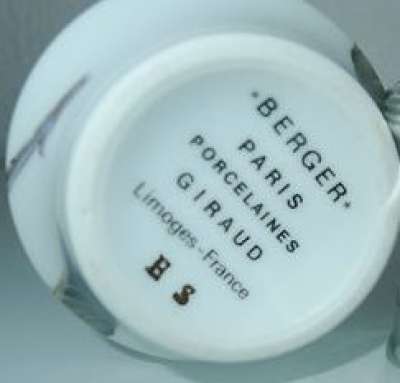 *BERGER*
PARIS
PORCELAINES
GIRAUD
Limoges-France
B S